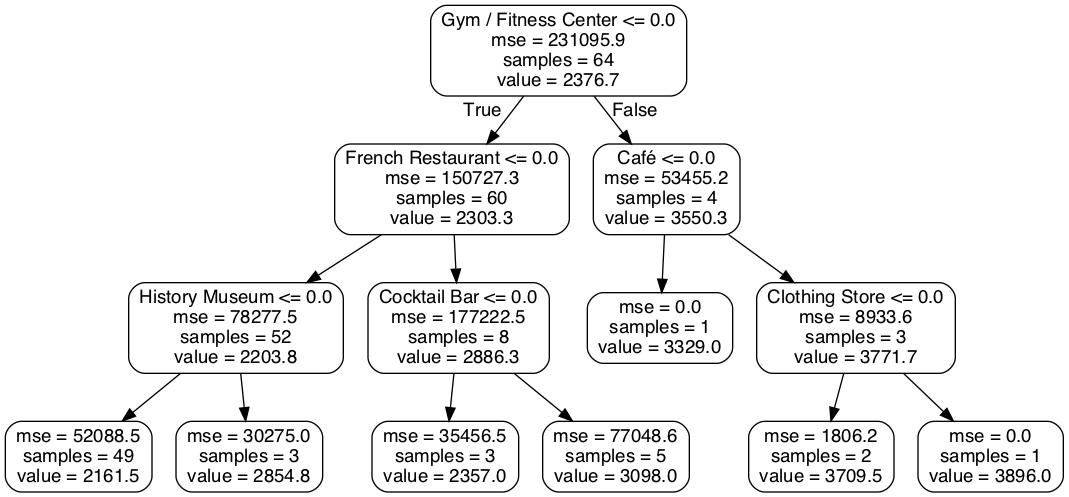 Gym / Fitness Center <= 0.0
mse = 231095.9
samples = 64
value = 2376.7
True
False
French Restaurant <= 0.0
mse = 150727.3
samples = 60
value = 2303.3
Café <= 0.0
mse = 53455.2
samples = 4
value = 3550.3
History Museum <= 0.0
mse = 78277.5
samples = 52
value = 2203.8
Cocktail Bar <= 0.0
mse = 177222.5
samples = 8
value = 2886.3
mse = 0.0
samples = 1
value = 3329.0
Clothing Store <= 0.0
mse = 8933.6
samples = 3
value = 3771.7
mse = 52088.5
samples = 49
value = 2161.5
mse = 30275.0
samples = 3
value = 2854.8
mse = 35456.5
samples = 3
value = 2357.0
mse = 77048.6
samples = 5
value = 3098.0
mse = 1806.2
samples = 2
value = 3709.5
mse = 0.0
samples = 1
value = 3896.0